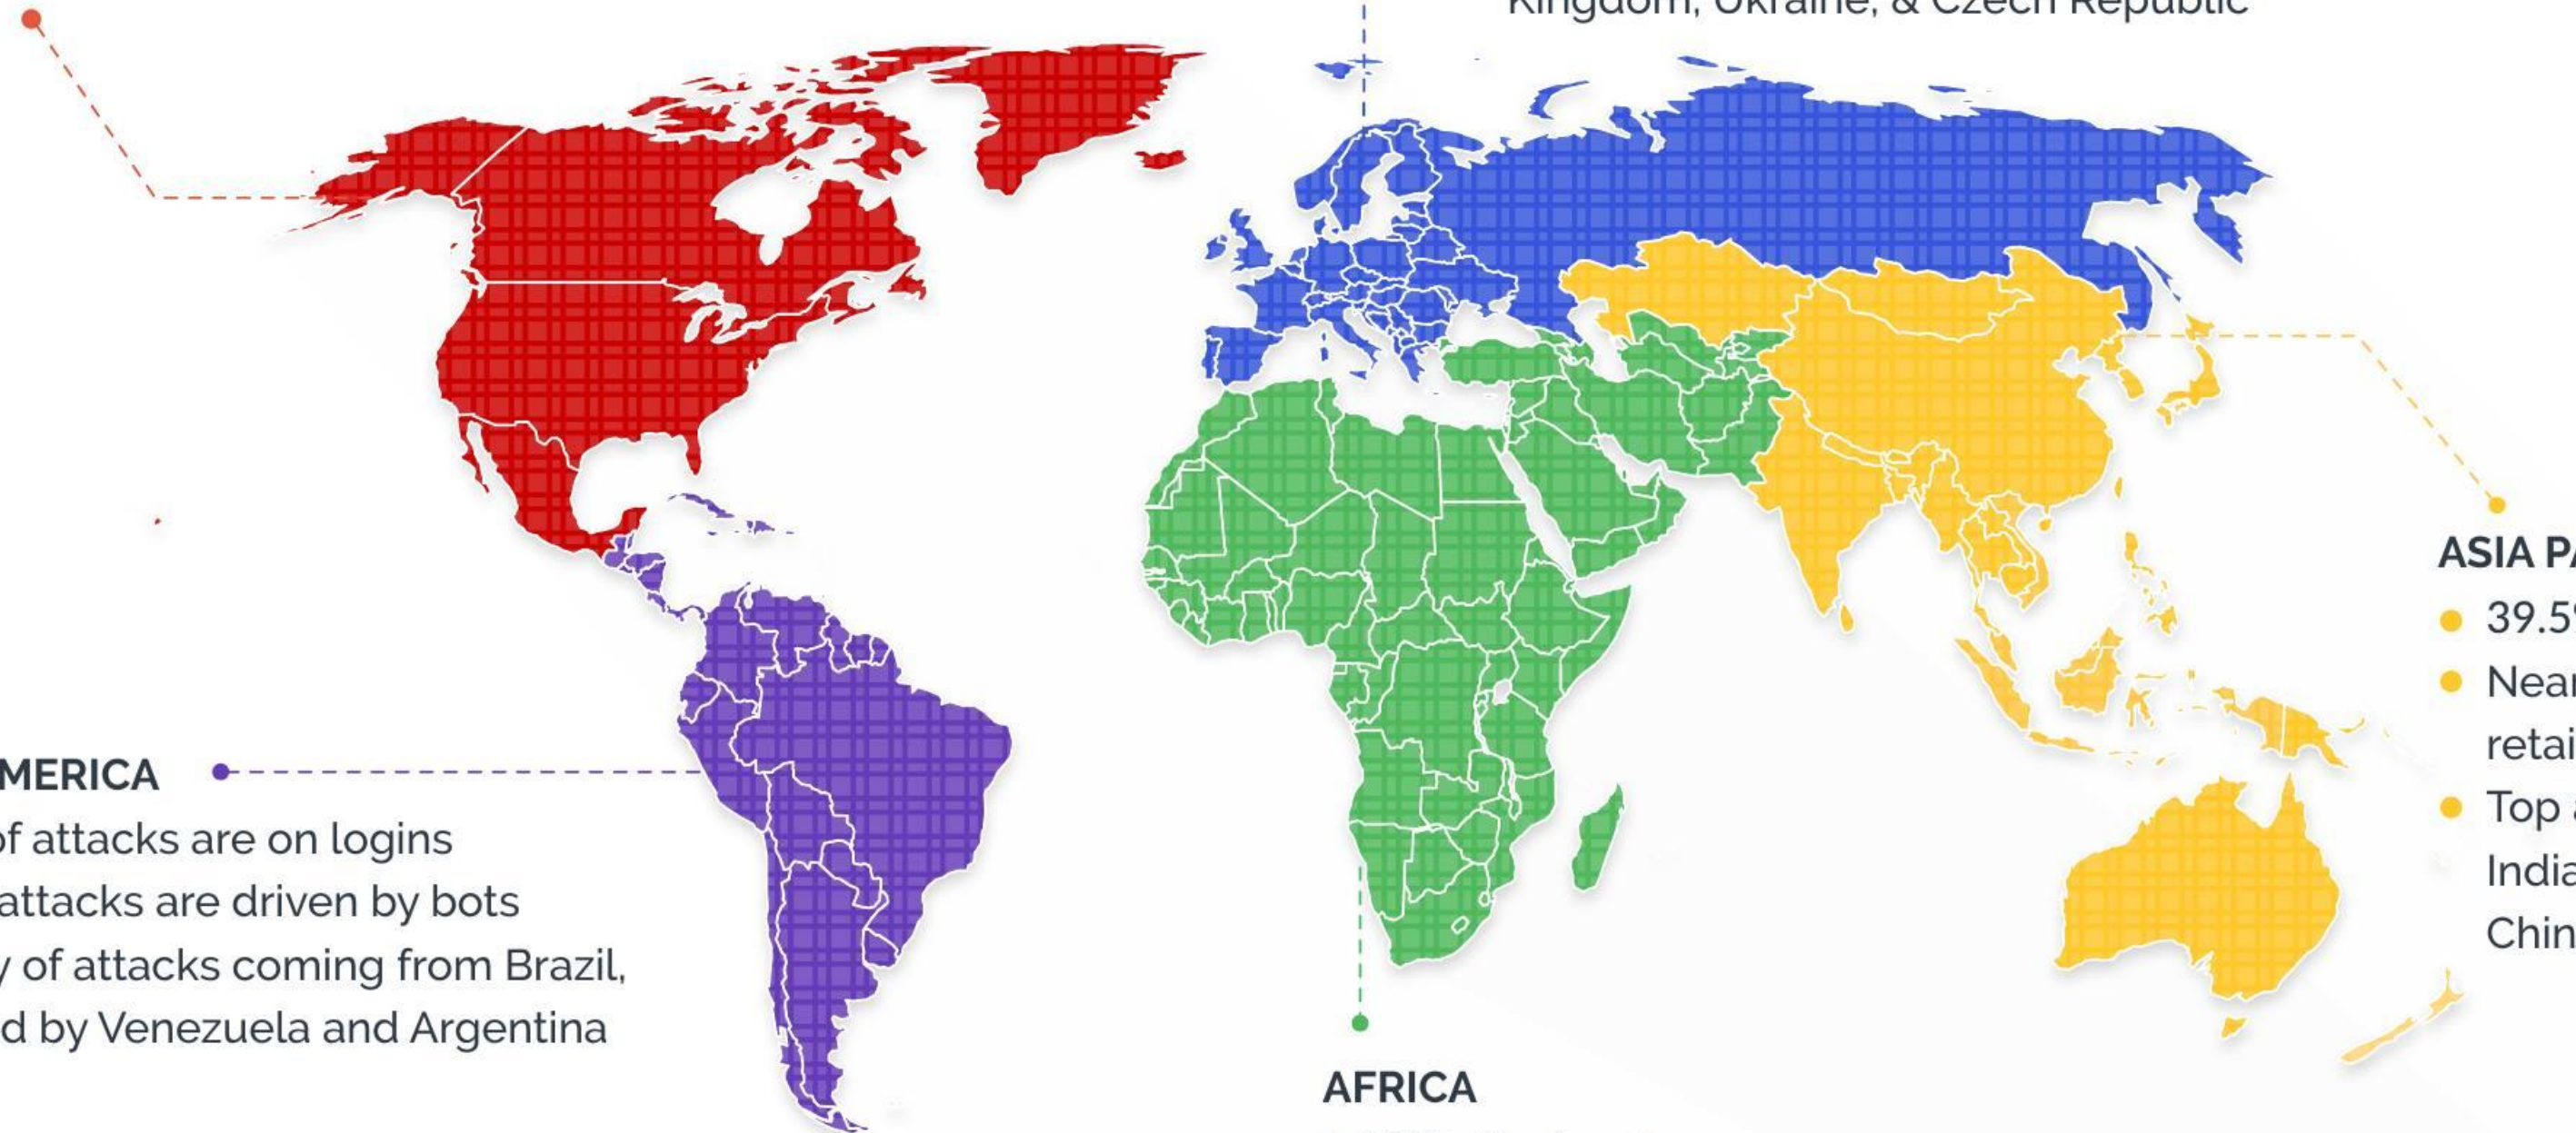 Kingdom, Ukraine, & Czech Republic
MERICA
of attacks are on logins
attacks are driven by bots
y of attacks coming from Brazil,
d by Venezuela and Argentina
AFRICA
ASIA PA
39.5
Near
retai
Top a
India
Chin